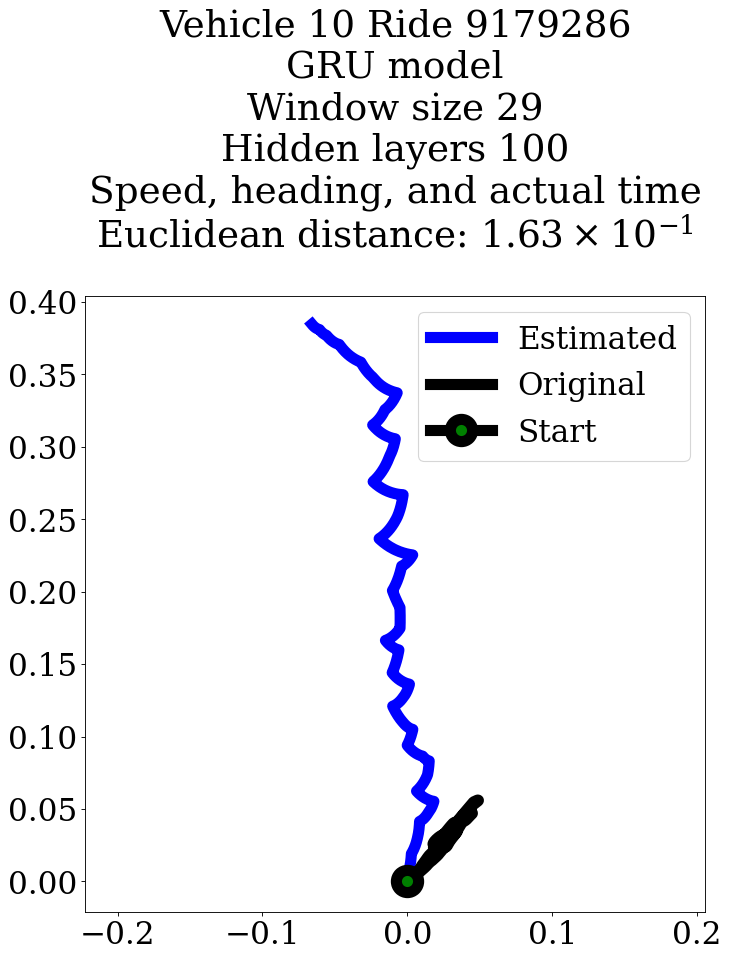 Vehicle 10 Ride 9179286
GRU model
Window size 29
Hidden layers 100
Speed, heading, and actual time
Euclidean distance: 1.63 × 10⁻¹
0.40
0.35
0.30
0.25
0.20
0.15
0.10
0.05
0.00
Estimated
Original
Start
−0.2
−0.1
0.0
0.1
0.2